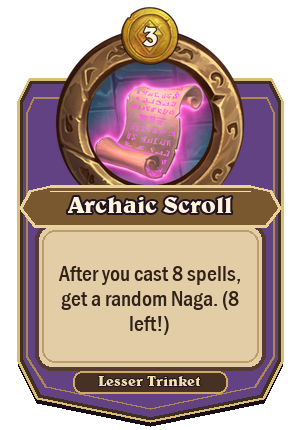 3
Archaic Scroll
After you cast 8 spells,
get a random Naga. (8
left!)
Lesser Trinket